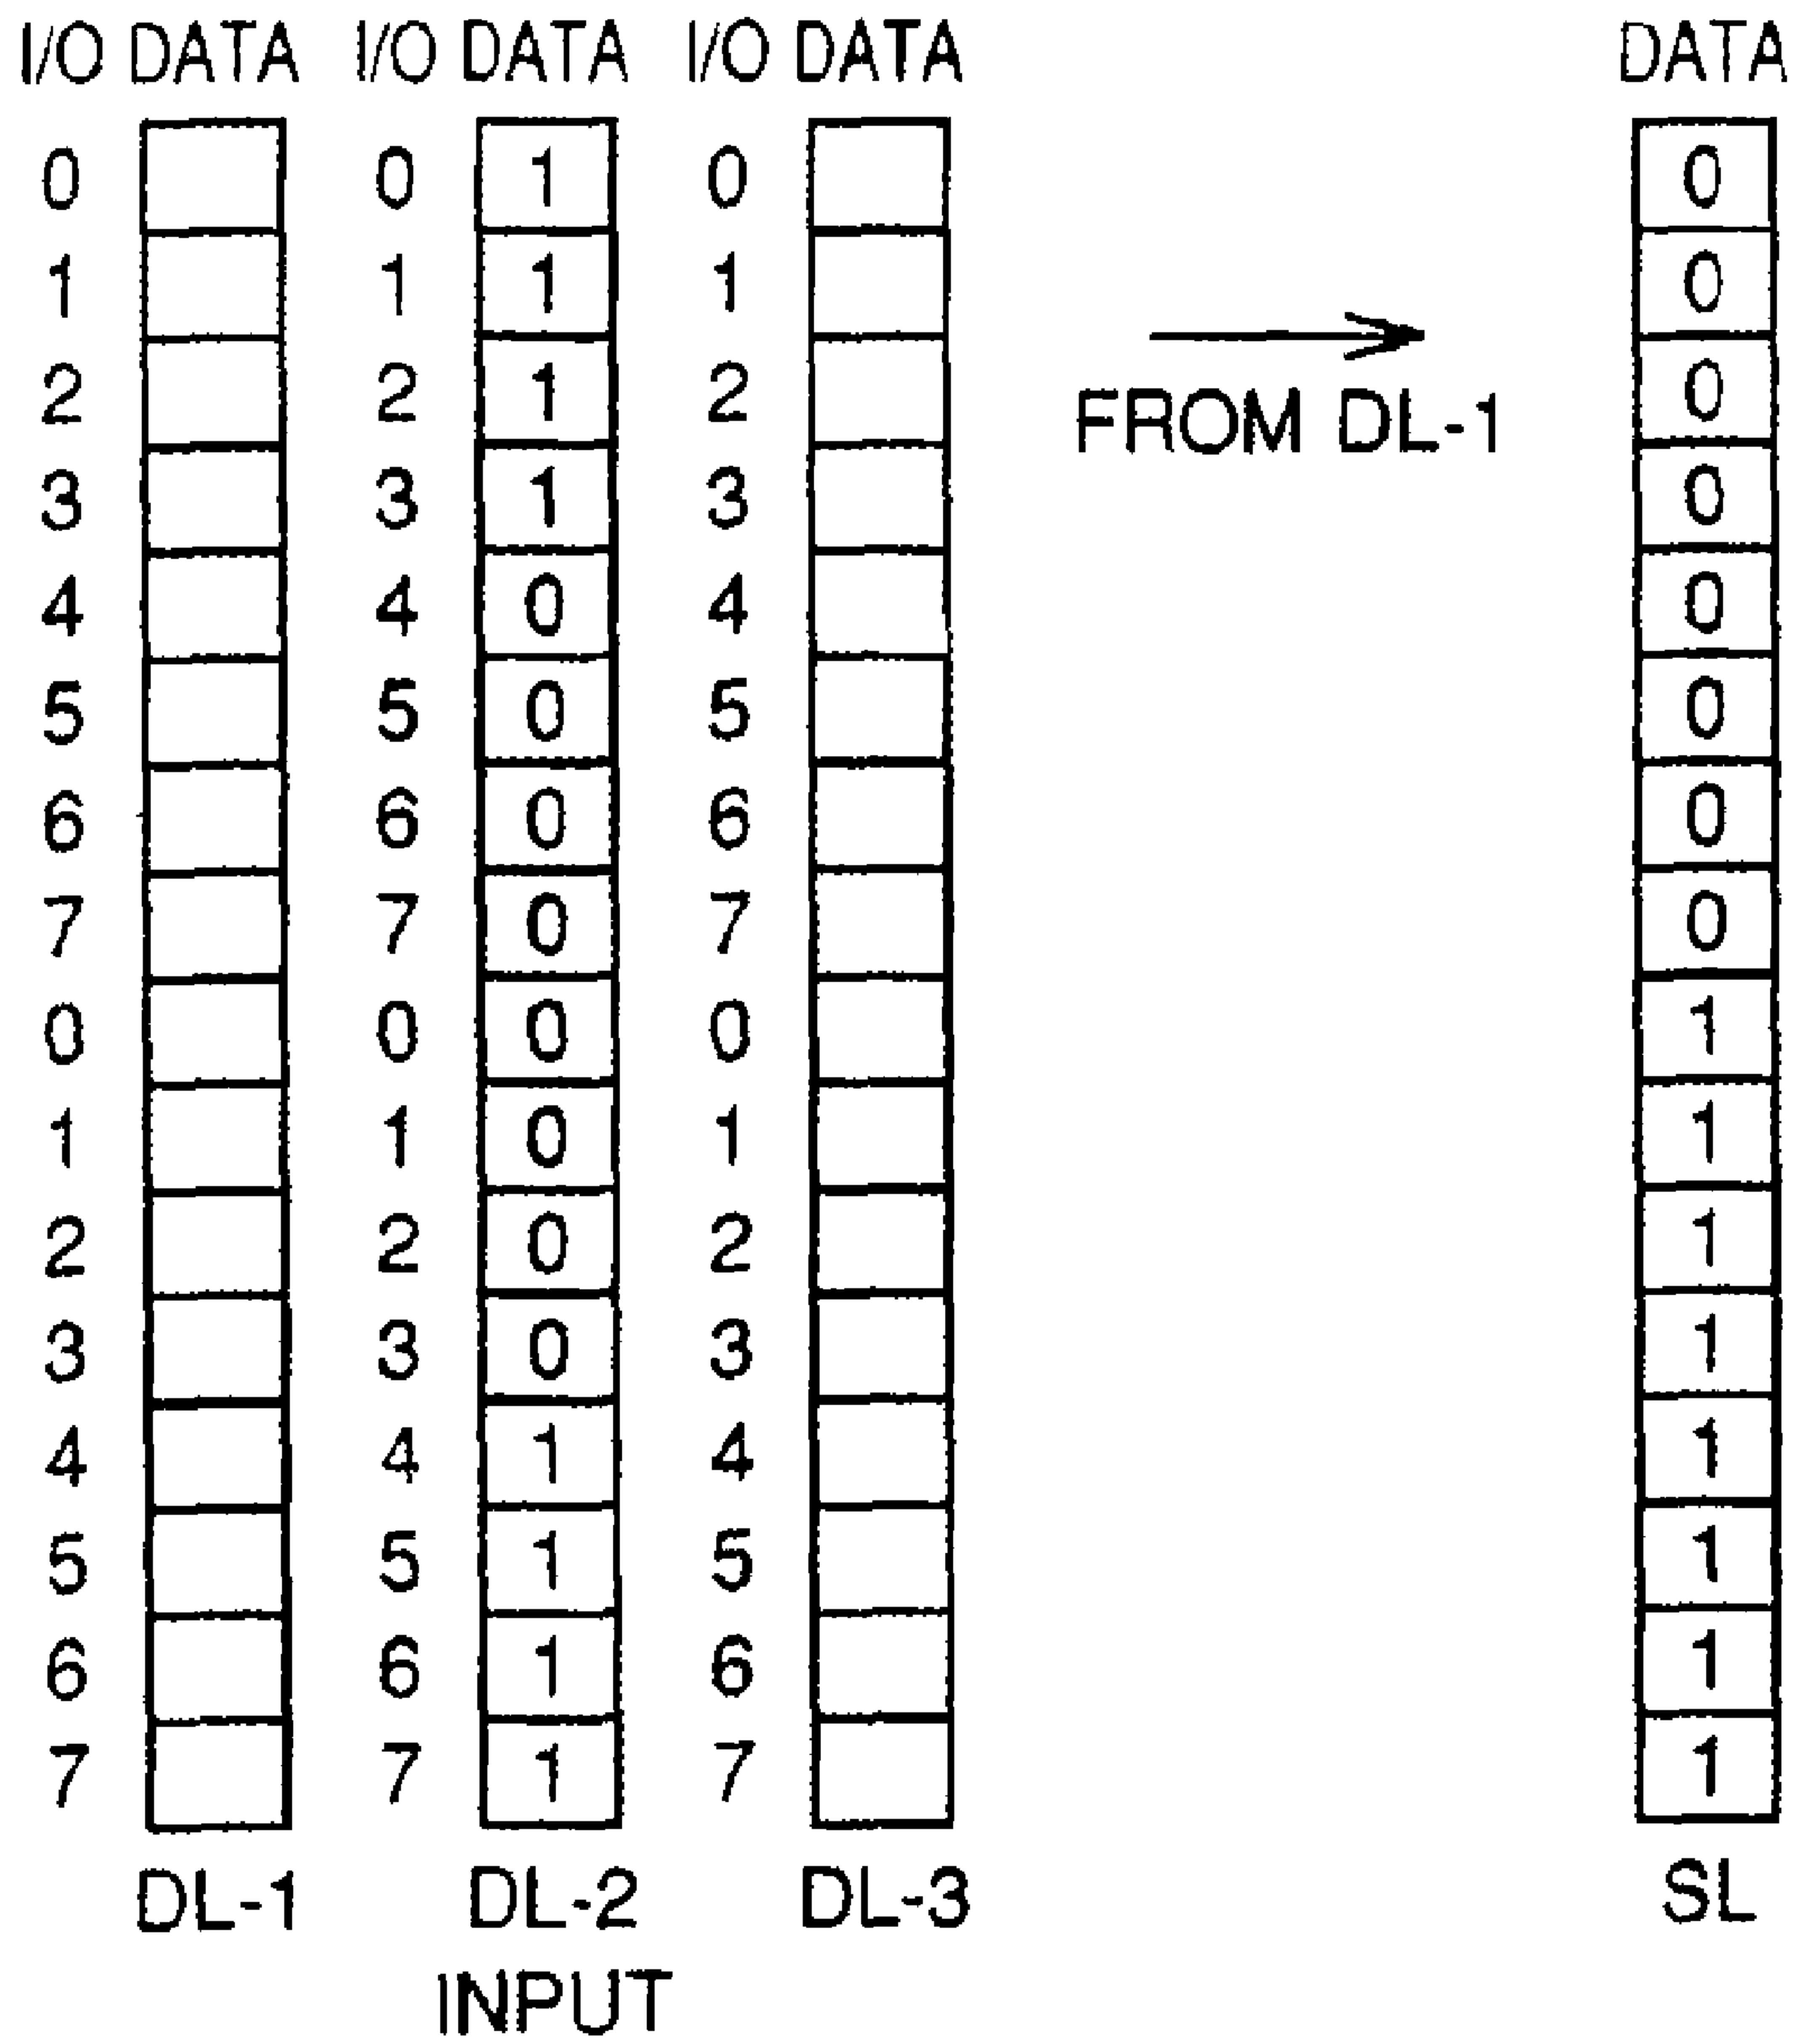 I/O DATA I/O DATA I/O DATA DATA
0 0 1 0 0
1 1 1 1 0
2 2 1 2 0
FROM DL-1
3 3 1 3 0
4 4 0 4 0
5 5 0 5 0
6 6 0 6 0
7 7 0 7 0
0 0 0 0 1
1 1 0 1 1
2 2 0 2 1
3 3 0 3 1
4 4 1 4 1
5 5 1 5 1
6 6 1 6 1
7 7 1 7 1
DL-1 DL-2 DL-3 SL
INPUT